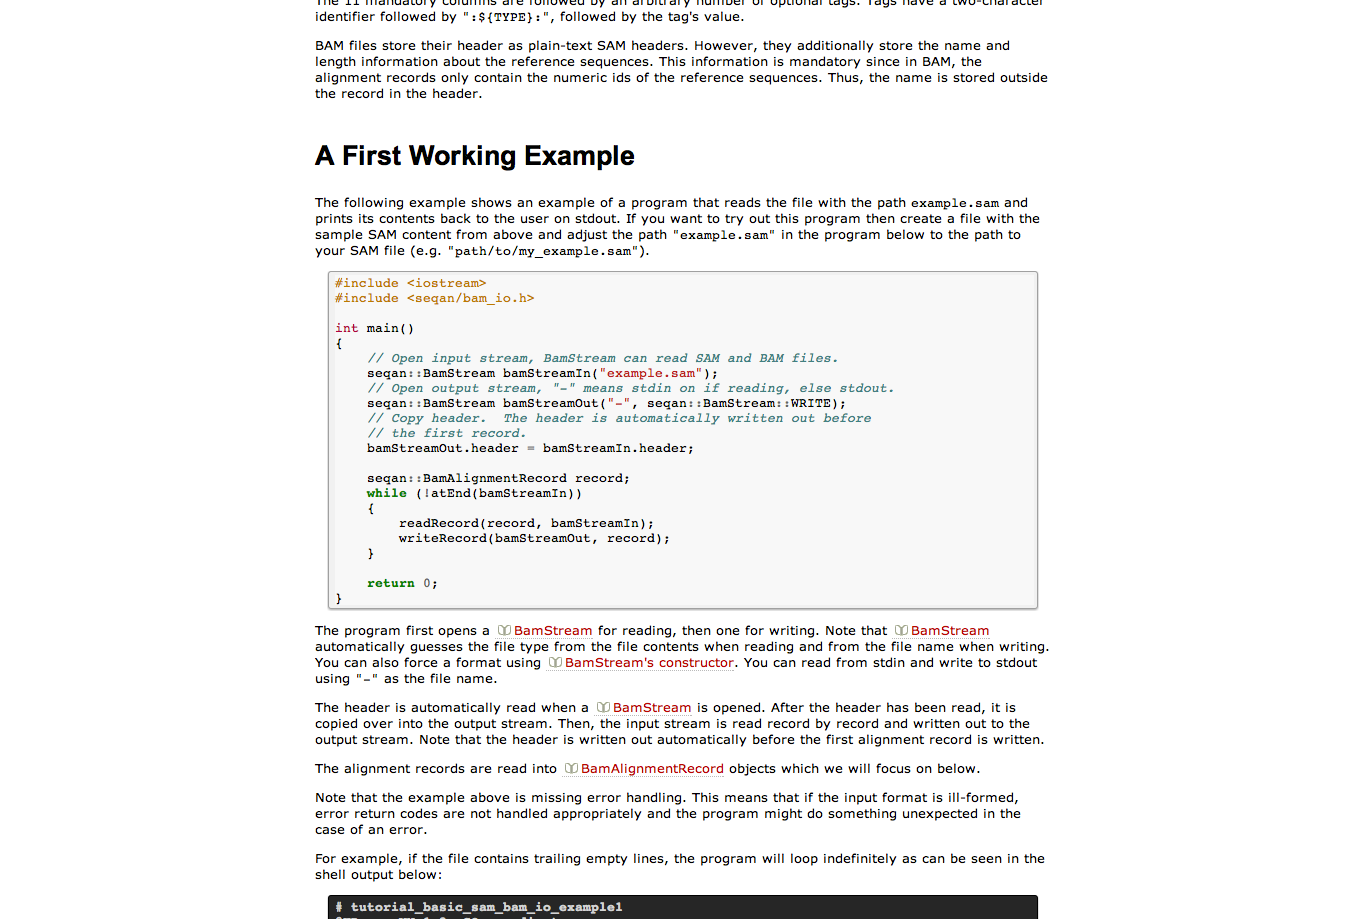 The 11 mandatory columns are followed by an arbitrary number of optional tags. Tags have a two-character
identifier followed by ":${TYPE}:", followed by the tag's value.
BAM files store their header as plain-text SAM headers. However, they additionally store the name and
length information about the reference sequences. This information is mandatory since in BAM, the
alignment records only contain the numeric ids of the reference sequences. Thus, the name is stored outside
the record in the header.
A First Working Example
The following example shows an example of a program that reads the file with the path example.sam and
prints its contents back to the user on stdout. If you want to try out this program then create a file with the
sample SAM content from above and adjust the path "example.sam" in the program below to the path to
your SAM file (e.g. "path/to/my_example.sam").
#include <iostream>
#include <seqan/bam_io.h>
int main()
{
    // Open input stream, BamStream can read SAM and BAM files.
    seqan::BamStream bamStreamIn("example.sam");
    // Open output stream, "-" means stdin on if reading, else stdout.
    seqan::BamStream bamStreamOut("-", seqan::BamStream::WRITE);
    // Copy header.  The header is automatically written out before
    // the first record.
    bamStreamOut.header = bamStreamIn.header;
    seqan::BamAlignmentRecord record;
    while (!atEnd(bamStreamIn))
    {
        readRecord(record, bamStreamIn);
        writeRecord(bamStreamOut, record);
    }
    return 0;
}
The program first opens a BamStream for reading, then one for writing. Note that BamStream
automatically guesses the file type from the file contents when reading and from the file name when writing.
You can also force a format using BamStream's constructor. You can read from stdin and write to stdout
using "-" as the file name.
The header is automatically read when a BamStream is opened. After the header has been read, it is
copied over into the output stream. Then, the input stream is read record by record and written out to the
output stream. Note that the header is written out automatically before the first alignment record is written.
The alignment records are read into BamAlignmentRecord objects which we will focus on below.
Note that the example above is missing error handling. This means that if the input format is ill-formed,
error return codes are not handled appropriately and the program might do something unexpected in the
case of an error.
For example, if the file contains trailing empty lines, the program will loop indefinitely as can be seen in the
shell output below:
# tutorial_basic_sam_bam_io_example1